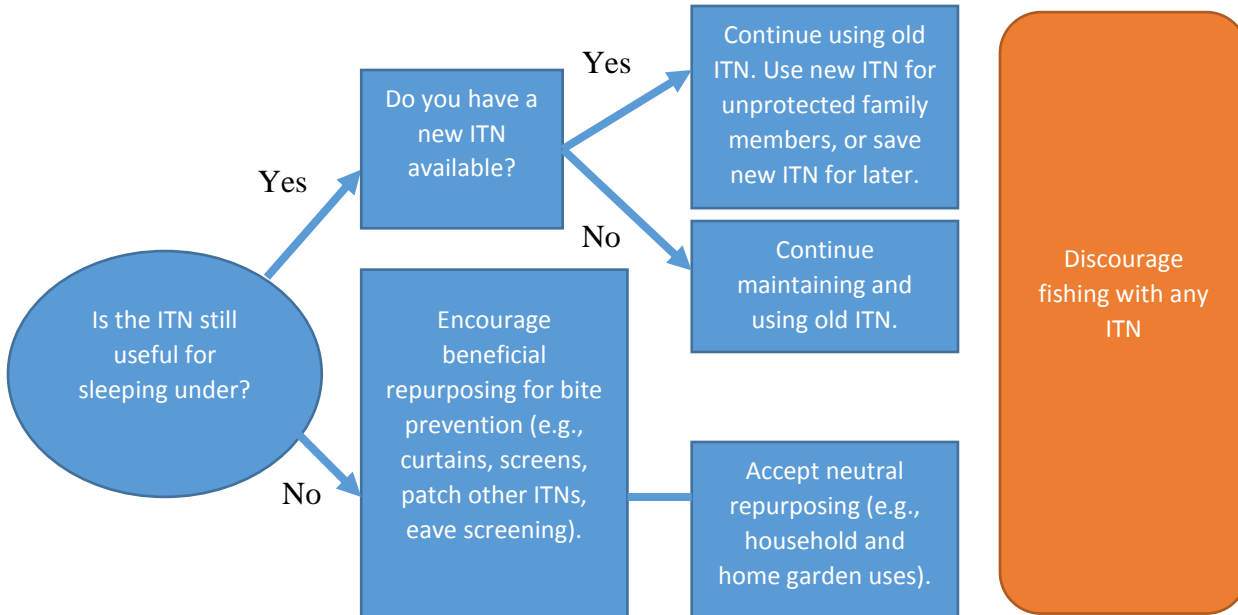 Is the ITN still
useful for
sleeping under?
Yes
No
Do you have a
new ITN
available?
Yes
No
Continue using old
ITN. Use new ITN for
unprotected family
members, or save
new ITN for later.
Continue
maintaining and
using old ITN.
Encourage
beneficial
repurposing for bite
prevention (e.g.,
curtains, screens,
patch other ITNs,
eave screening).
Accept neutral
repurposing (e.g.,
household and
home garden uses).
Discourage
fishing with any
ITN